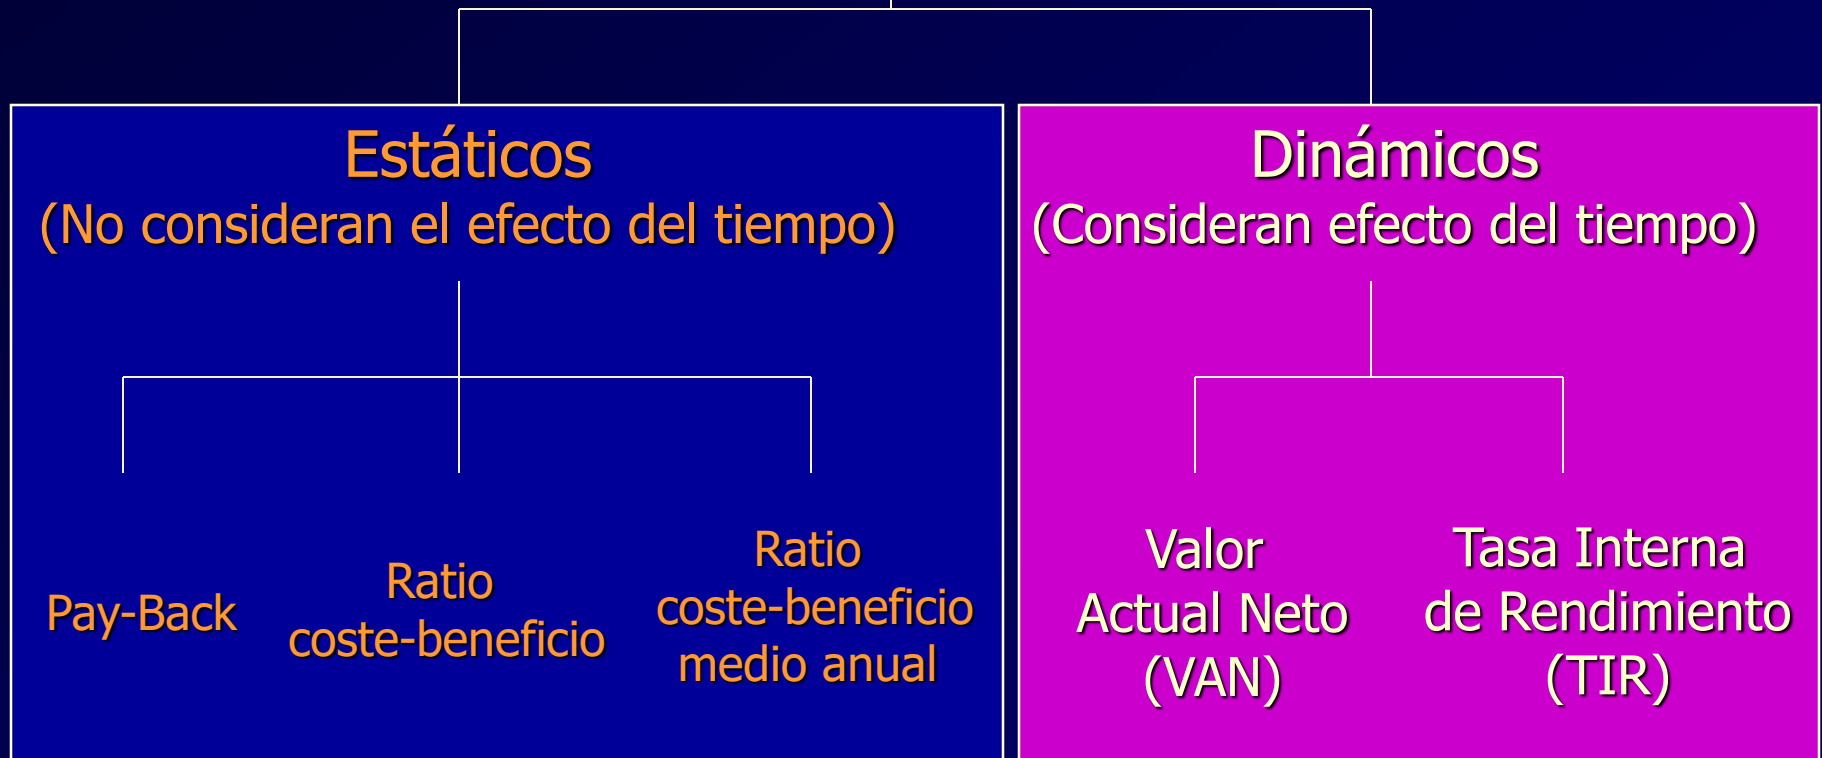 Estáticos
(No consideran el efecto del tiempo)
Pay-Back
Ratio
coste-beneficio
Ratio
coste-beneficio
medio anual
Dinámicos
(Consideran efecto del tiempo)
Valor
Actual Neto
(VAN)
Tasa Interna
de Rendimiento
(TIR)